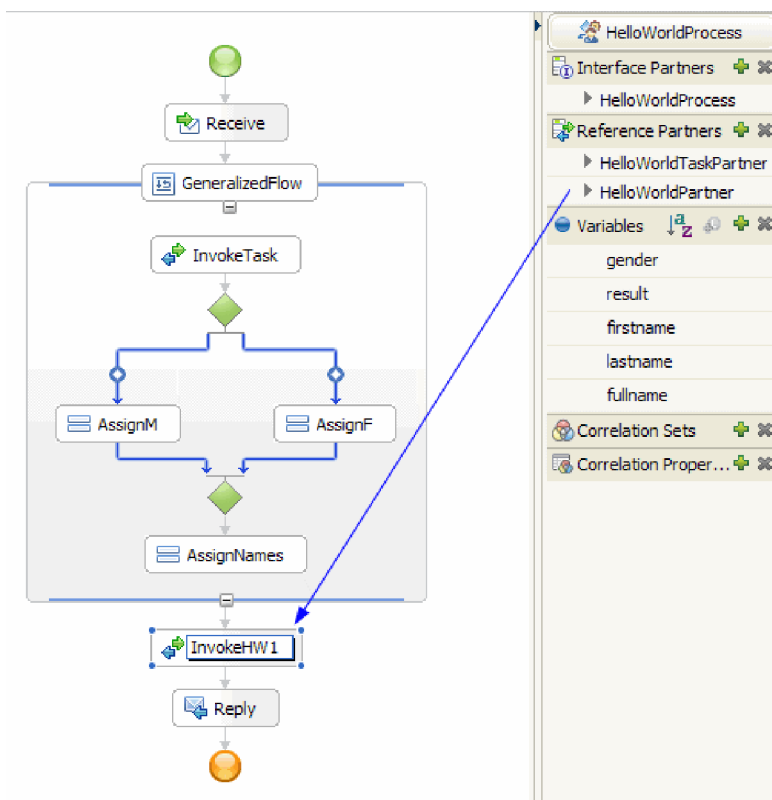 Receive
GeneralizedFlow
InvokeTask
AssignM
AssignF
AssignNames
InvokeHW1
Reply
HelloWorldProcess
Interface Partners
HelloWorldProcess
Reference Partners
HelloWorldTaskPartner
HelloWorldPartner
Variables
gender
result
firstname
lastname
fullname
Correlation Sets
Correlation Proper...